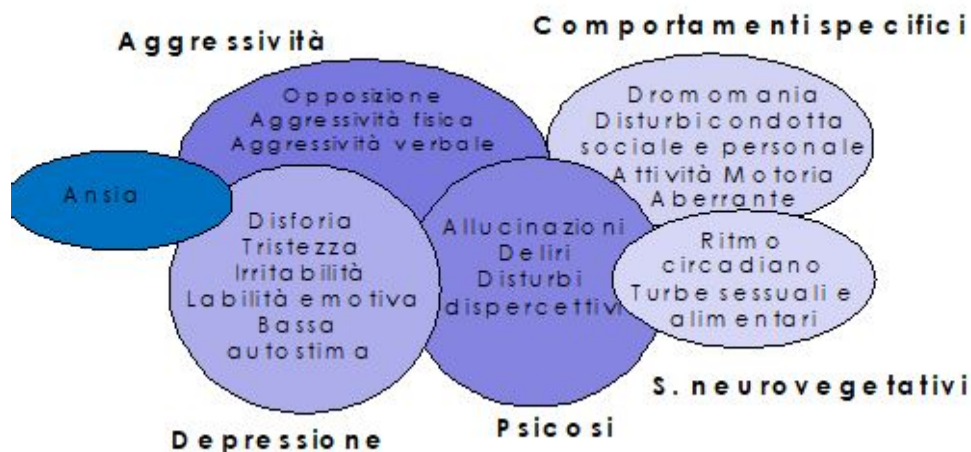 Aggressività
Opposizione
Aggressività fisica
Aggressività verbale
Comportamenti specifici
Dromomania
Disturbi condotta
sociale e personale
Attività Motoria
Aberrante
Ansia
Disforia
Tristezza
Irritabilità
Labilità emotiva
Bassa
autostima
Depressione
Allucinazioni
Deliri
Disturbi
dispercettivi
Psicosi
Ritmo
circadiano
Turbe sessuali e
alimentari
S. neurovegetativi